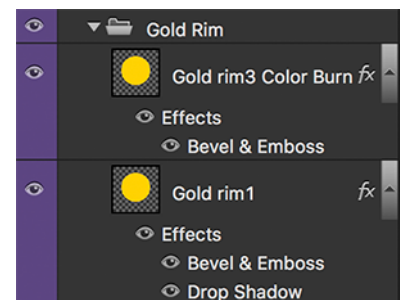 Gold Rim
Gold rim3 Color Burn fx
Effects
Bevel & Emboss
Gold rim1 fx
Effects
Bevel & Emboss
Drop Shadow